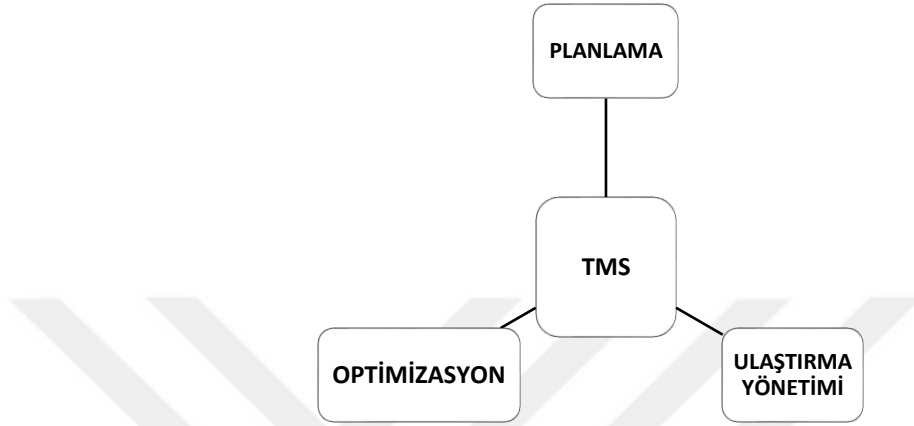 PLANLAMA
TMS
OPTİMİZASYON
ULAŞTIRMA
YÖNETİMİ